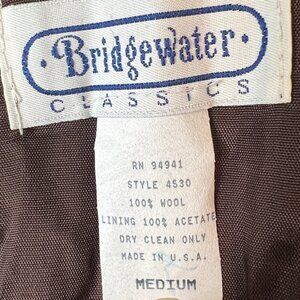 Bridgewater
CLASSICS
RN 94941
STYLE 4530
100% WOOL
LINING 100% ACETATE
DRY CLEAN ONLY
MADE IN U.S.A.
MEDIUM